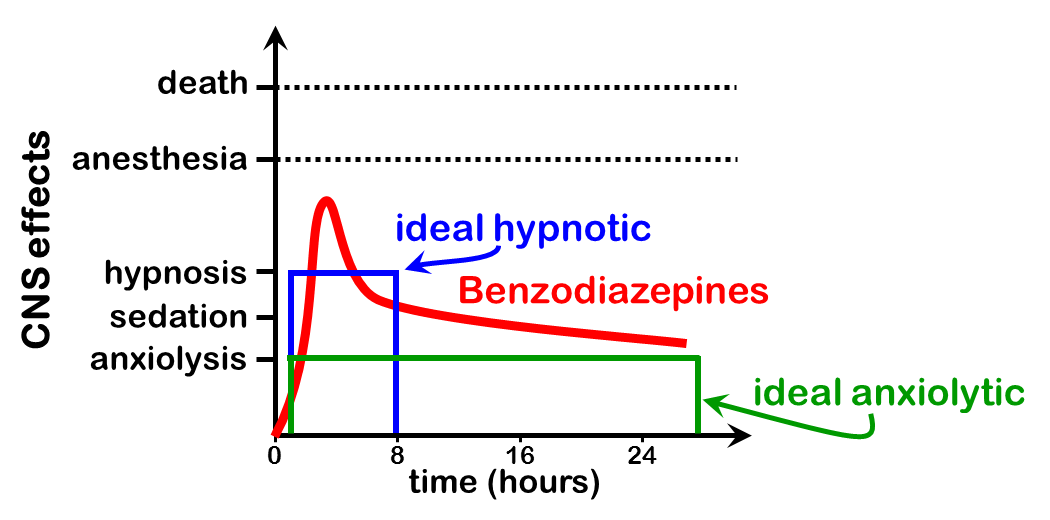 death
anesthesia
ideal hypnotic
hypnosis
Benzodiazepines
sedation
anxiolysis
ideal anxiolytic
CNS effects
0 8 16 24
time (hours)